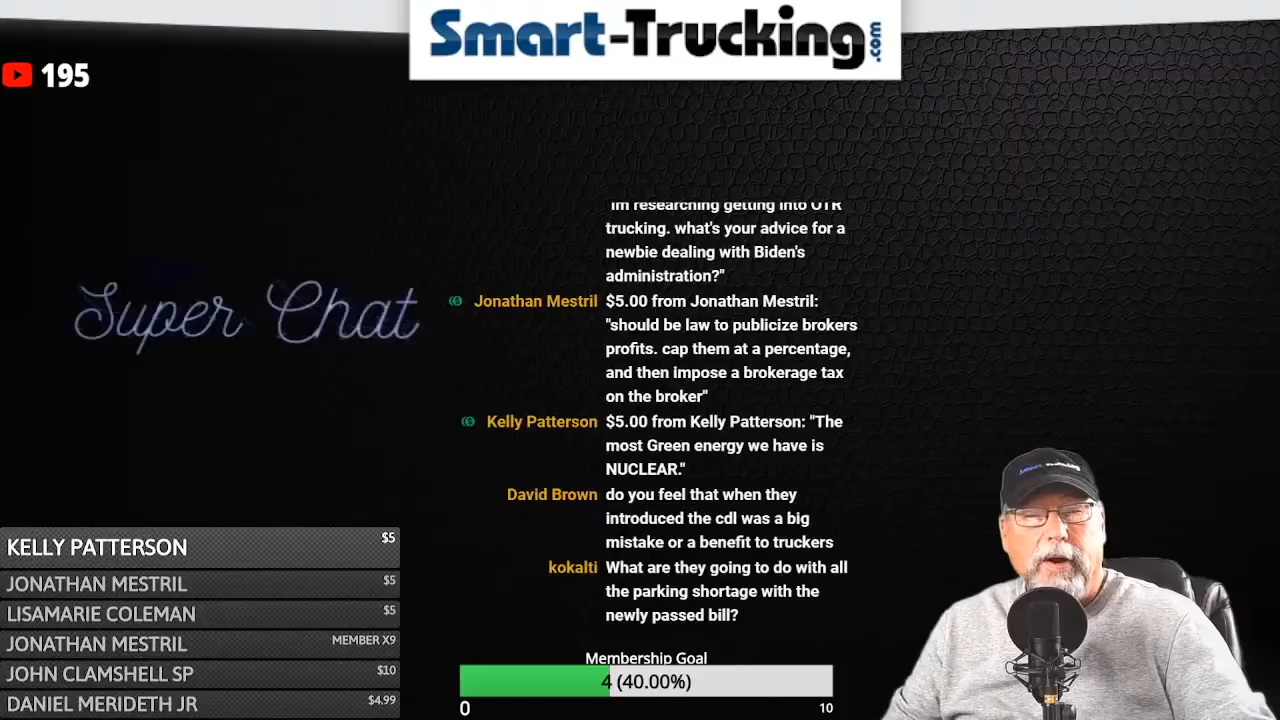 Smart-Trucking.com
195
"Im researching getting into OTR
trucking. what's your advice for a
newbie dealing with Biden's
administration?"
Jonathan Mestril $5.00 from Jonathan Mestril:
"should be law to publicize brokers
profits. cap them at a percentage,
and then impose a brokerage tax
on the broker"
Kelly Patterson $5.00 from Kelly Patterson: "The
most Green energy we have is
NUCLEAR."
David Brown do you feel that when they
introduced the cdl was a big
mistake or a benefit to truckers
kokalti What are they going to do with all
the parking shortage with the
newly passed bill?
Super Chat
KELLY PATTERSON $5
JONATHAN MESTRIL $5
LISAMARIE COLEMAN $5
JONATHAN MESTRIL MEMBER X9
JOHN CLAMSHELL SP $10
DANIEL MERIDETH JR $4.99
Membership Goal
4 (40.00%)
0 10